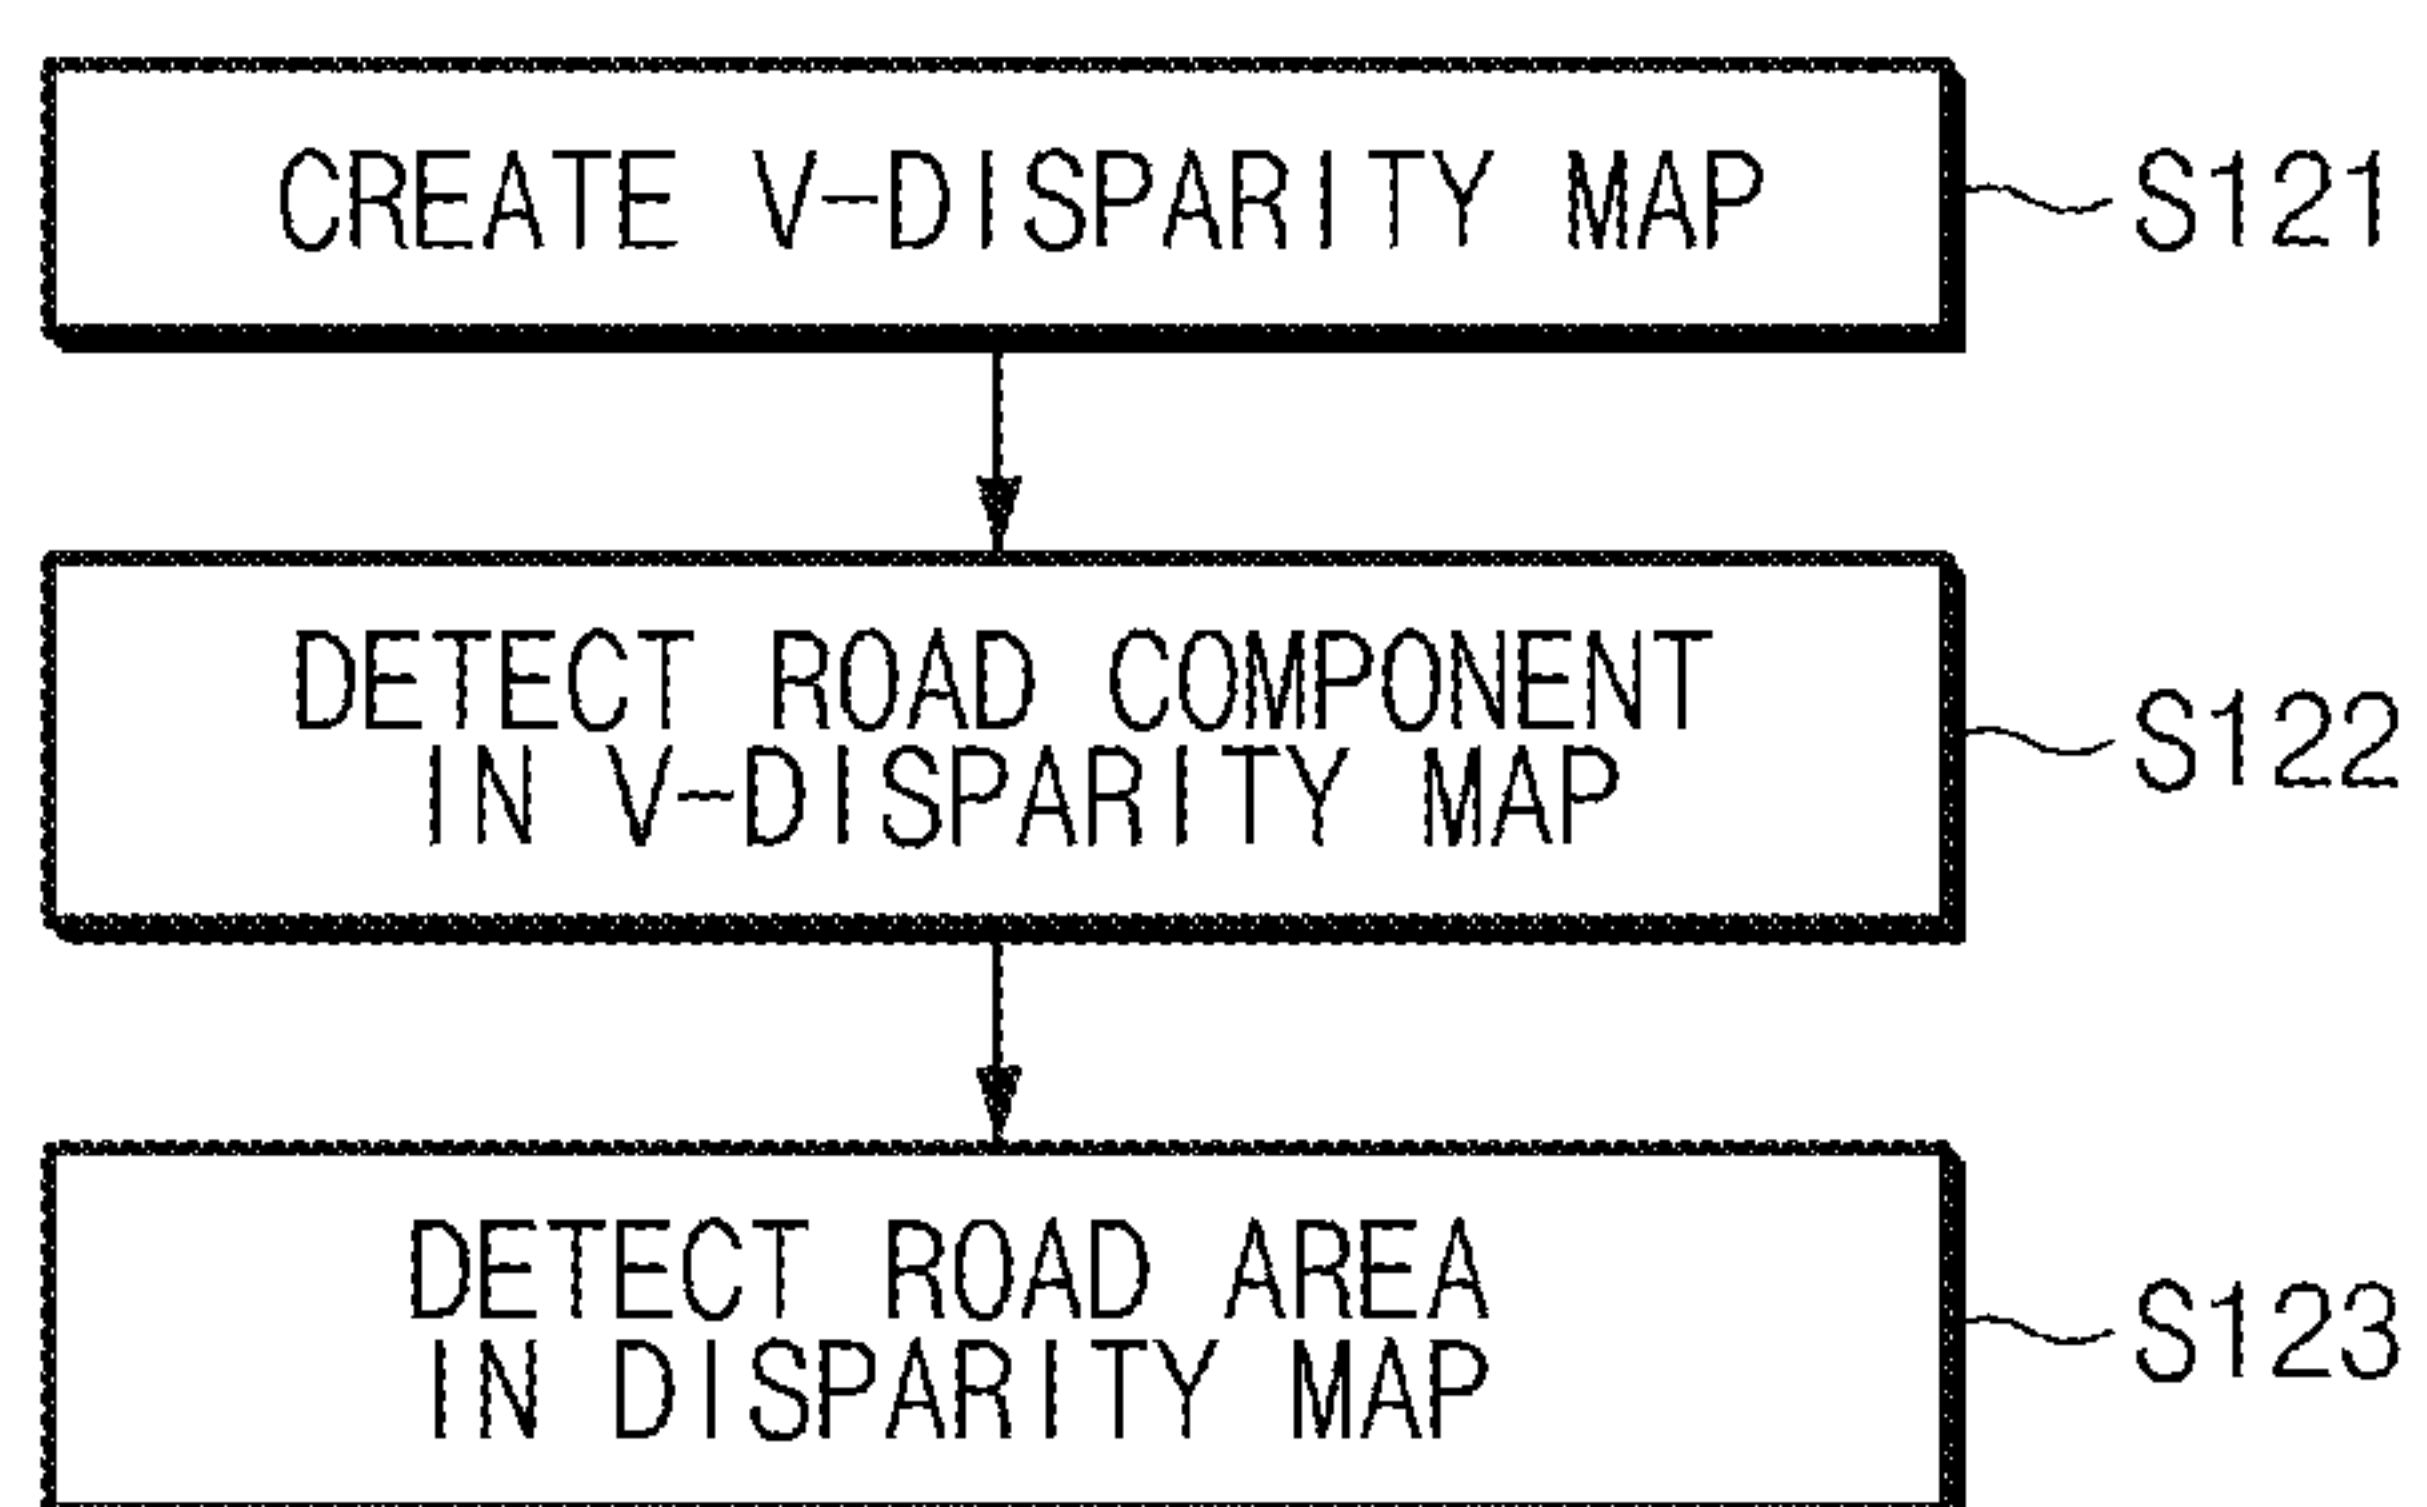 CREATE V-DISPARITY MAP
S121
DETECT ROAD COMPONENT
IN V-DISPARITY MAP
S122
DETECT ROAD AREA
IN DISPARITY MAP
S123